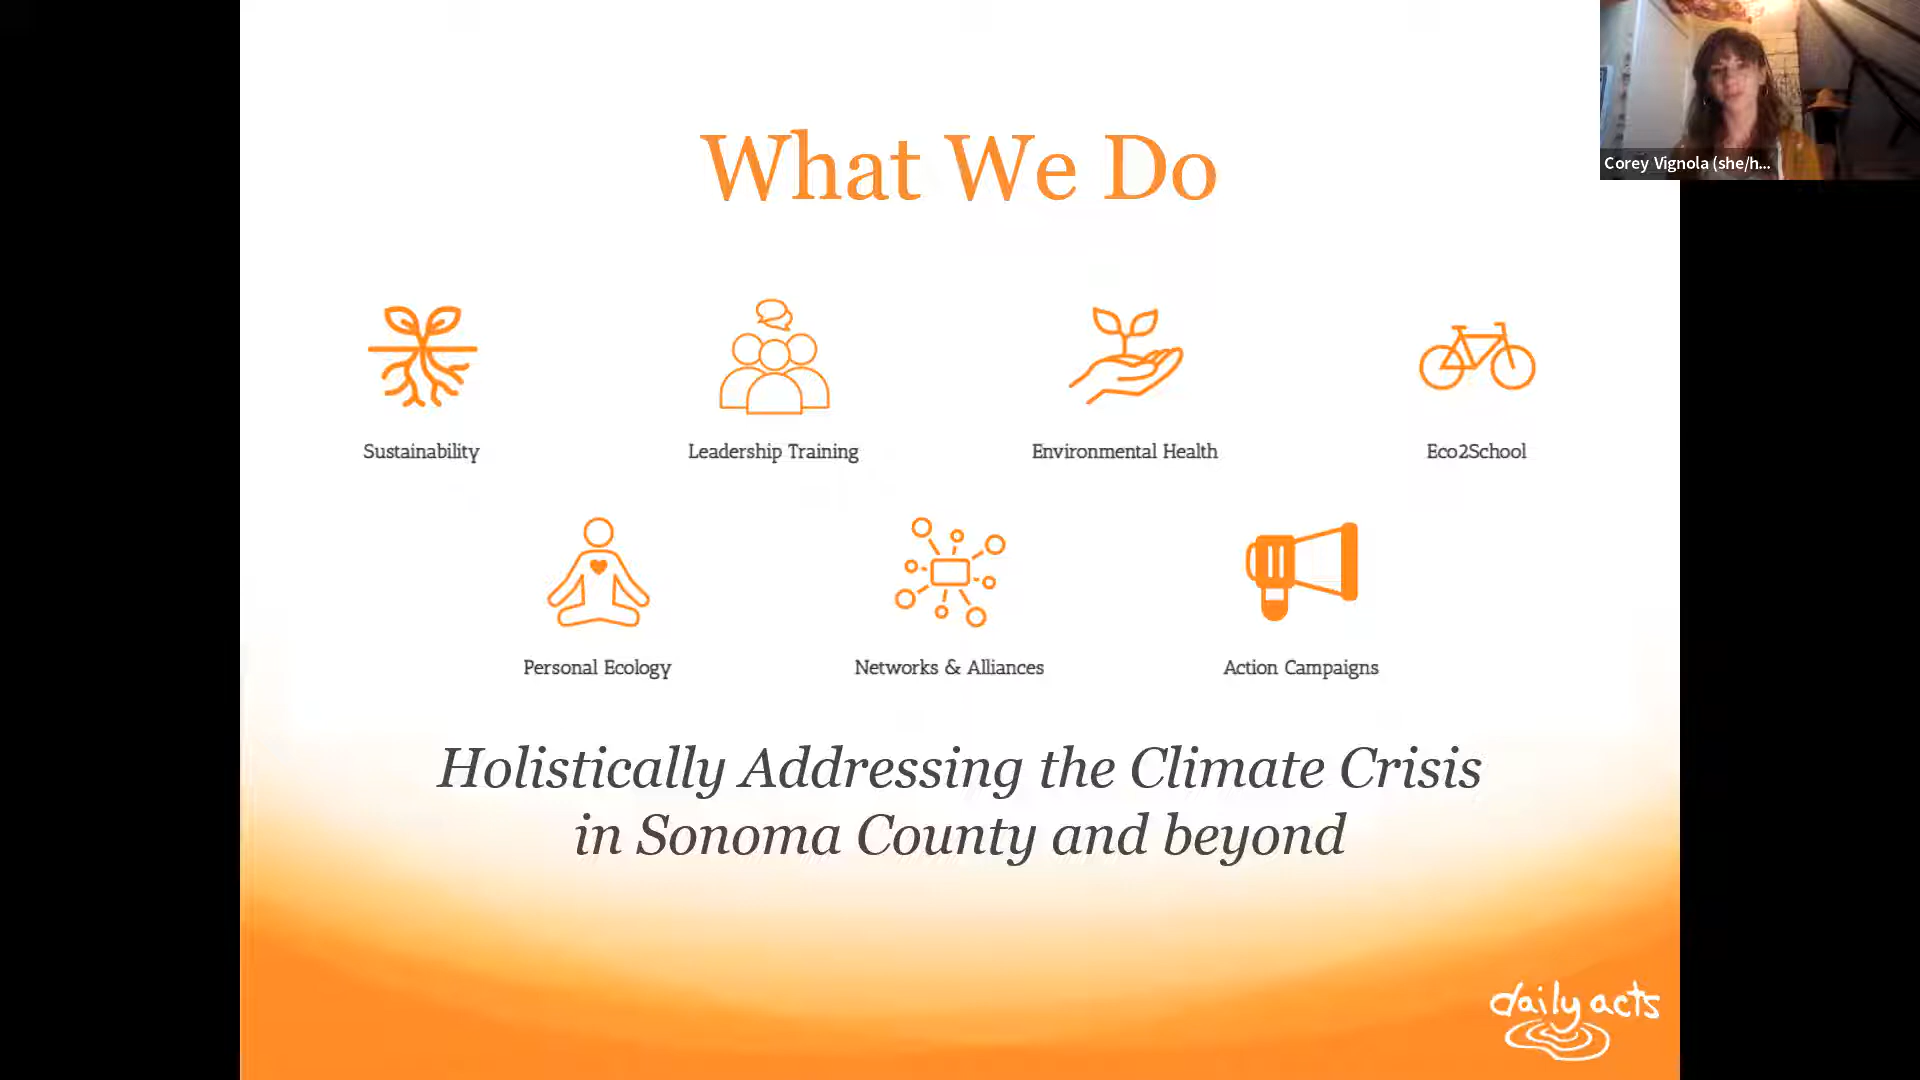 What We Do
Corey Vignola (she/h...
Sustainability
Leadership Training
Environmental Health
Eco2School
Personal Ecology
Networks & Alliances
Action Campaigns
Holistically Addressing the Climate Crisis
in Sonoma County and beyond
daily acts